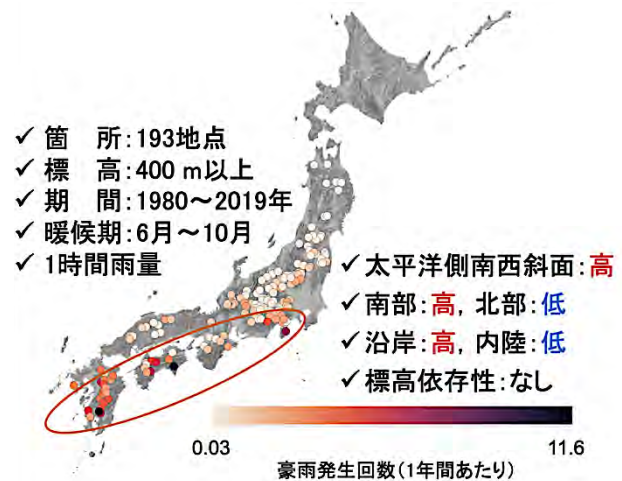 ✓ 箇　所：193地点
✓ 標　高：400 m以上
✓ 期　間：1980～2019年
✓ 暖候期：6月～10月
✓ 1時間雨量
✓ 太平洋側南西斜面：高
✓ 南部：高，北部：低
✓ 沿岸：高，内陸：低
✓ 標高依存性：なし
0.03 11.6
豪雨発生回数（1年間あたり）